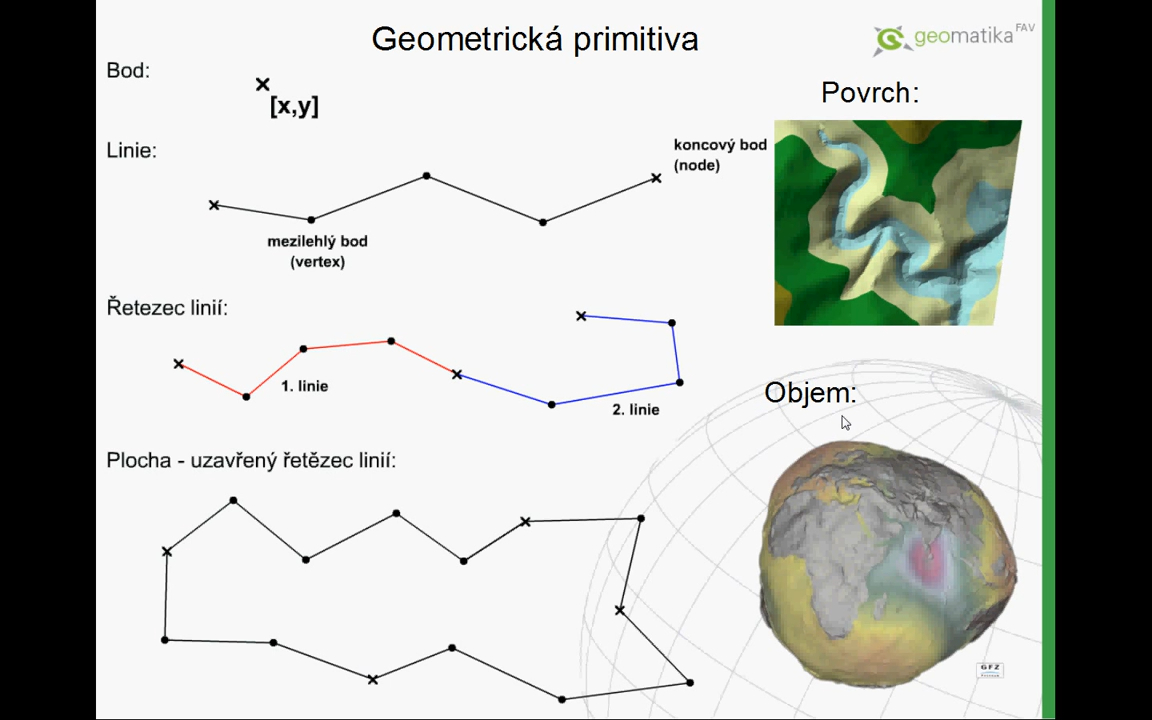 Geometrická primitiva
geomatika FAV
Bod:
[x,y]
Povrch:
Linie:
koncový bod
(node)
mezilehlý bod
(vertex)
Řetezec linií:
1. linie
2. linie
Objem:
Plocha - uzavřený řetězec linií:
GFZ